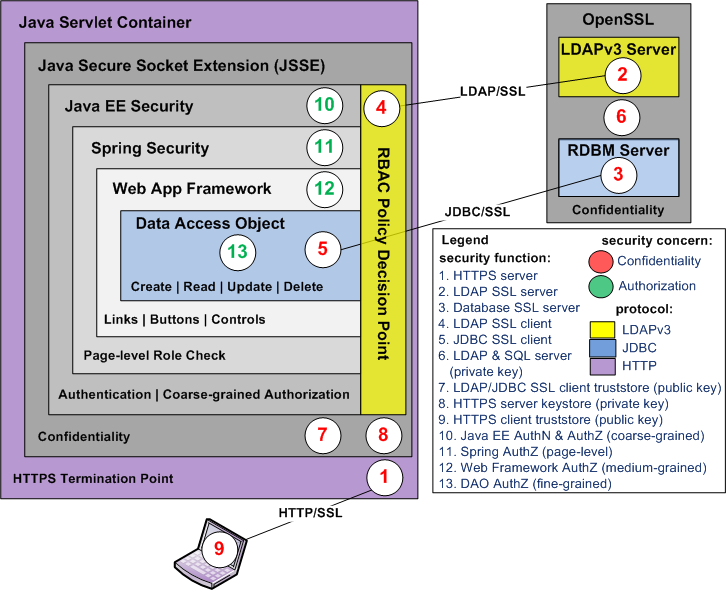 Java Servlet Container
Java Secure Socket Extension (JSSE)
Java EE Security
10
4
Spring Security
11
Web App Framework
12
Data Access Object
13
5
Create | Read | Update | Delete
Links | Buttons | Controls
Page-level Role Check
Authentication | Coarse-grained Authorization
RBAC Policy Decision Point
Confidentiality
7
8
HTTPS Termination Point
1
HTTP/SSL
9
LDAP/SSL
JDBC/SSL
OpenSSL
LDAPv3 Server
2
6
RDBM Server
3
Confidentiality
Legend
security function:
1. HTTPS server
2. LDAP SSL server
3. Database SSL server
4. LDAP SSL client
5. JDBC SSL client
6. LDAP & SQL server
(private key)
7. LDAP/JDBC SSL client truststore (public key)
8. HTTPS server keystore (private key)
9. HTTPS client truststore (public key)
10. Java EE AuthN & AuthZ (coarse-grained)
11. Spring AuthZ (page-level)
12. Web Framework AuthZ (medium-grained)
13. DAO AuthZ (fine-grained)
security concern:
Confidentiality
Authorization
protocol:
LDAPv3
JDBC
HTTP